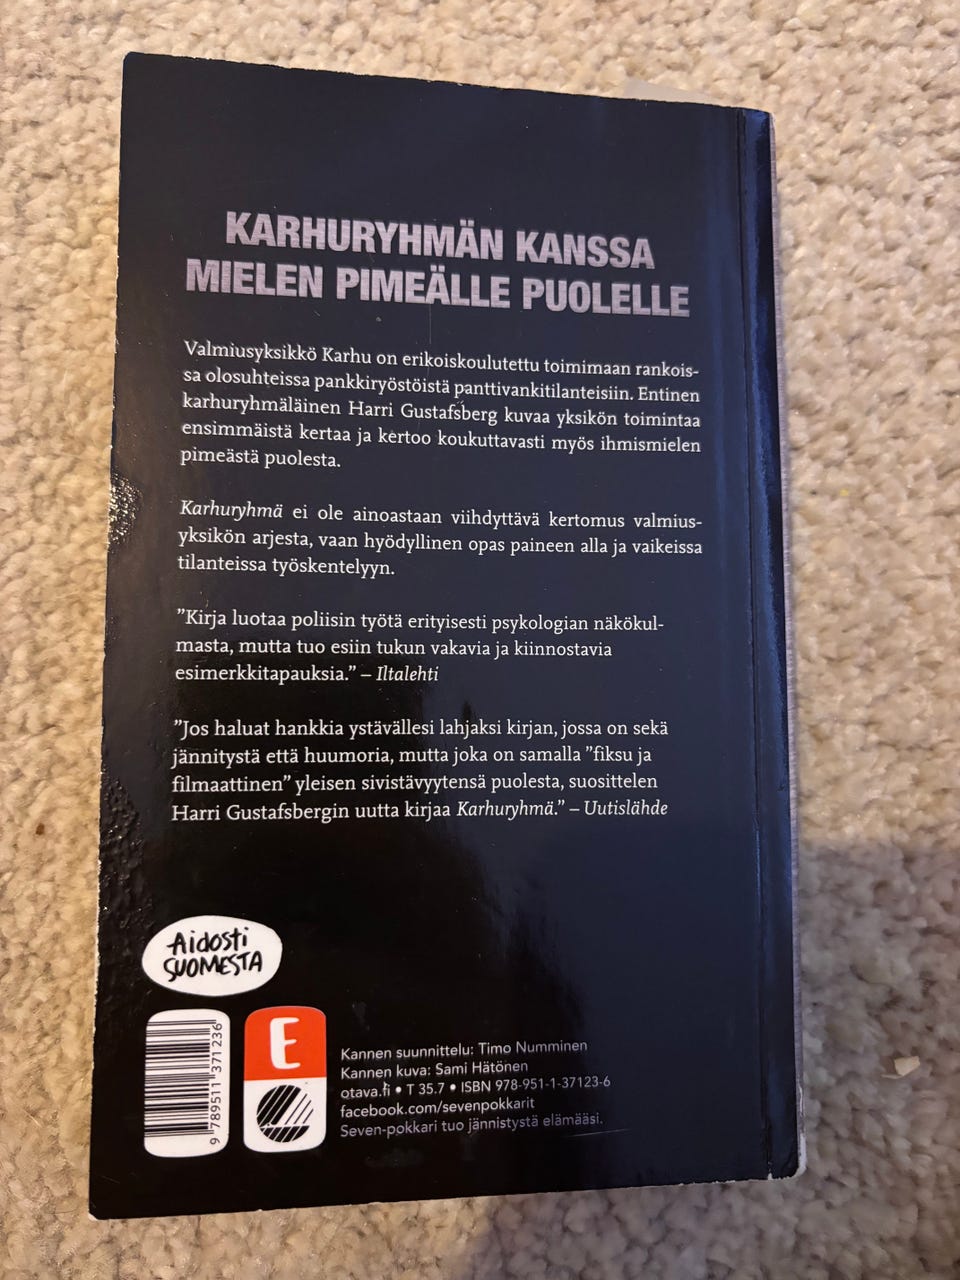 KARHURYHMÄN KANSSA
MIELEN PIMEÄLLE PUOLELLE
Valmiusyksikkö Karhu on erikoiskoulutettu toimimaan rankois-
sa olosuhteissa pankkiryöstöistä panttivankitilanteisiin. Entinen
karhuryhmäläinen Harri Gustafsberg kuvaa yksikön toimintaa
ensimmäistä kertaa ja kertoo koukuttavasti myös ihmismielen
pimeästä puolesta.
Karhuryhmä ei ole ainoastaan viihdyttävä kertomus valmius-
yksikön arjesta, vaan hyödyllinen opas paineen alla ja vaikeissa
tilanteissa työskentelyyn.
"Kirja luotaa poliisin työtä erityisesti psykologian näkökul-
masta, mutta tuo esiin tukun vakavia ja kiinnostavia
esimerkkitapauksia." – Iltalehti
"Jos haluat hankkia ystävällesi lahjaksi kirjan, jossa on sekä
jännitystä että huumoria, mutta joka on samalla "fiksu ja
filmaattinen" yleisen sivistävyytensä puolesta, suosittelen
Harri Gustafsbergin uutta kirjaa Karhuryhmä." – Uutislähde
Aidosti
SUOMESTA
9 789511 371236
E
Kannen suunnittelu: Timo Numminen
Kannen kuva: Sami Hätönen
otava.fi • T 35.7 • ISBN 978-951-1-37123-6
facebook.com/sevenpokkarit
Seven-pokkari tuo jännistystä elämääsi.